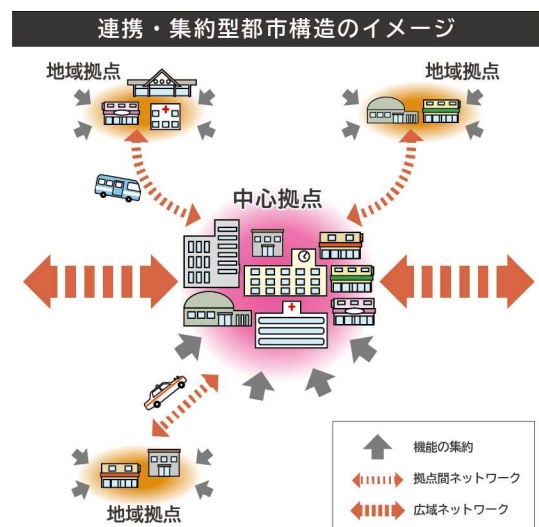 連携・集約型都市構造のイメージ
地域拠点
地域拠点
中心拠点
地域拠点
機能の集約
拠点間ネットワーク
広域ネットワーク